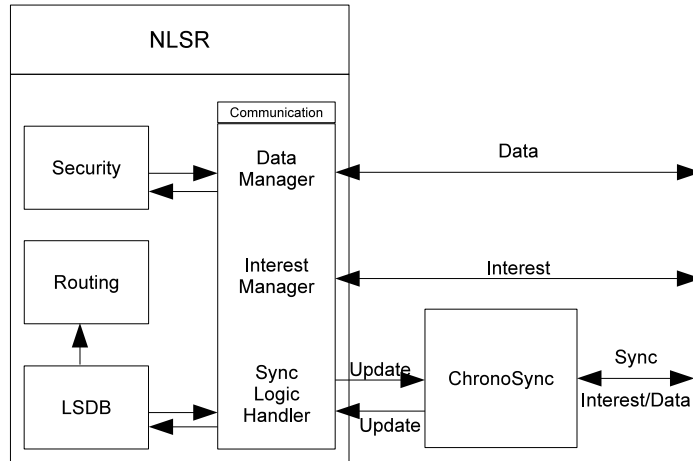 NLSR
Communication
Security
Data
Manager
Data
Routing
Interest
Manager
Interest
LSDB
Sync
Logic
Handler
Update
Update
ChronoSync
Sync
Interest/Data